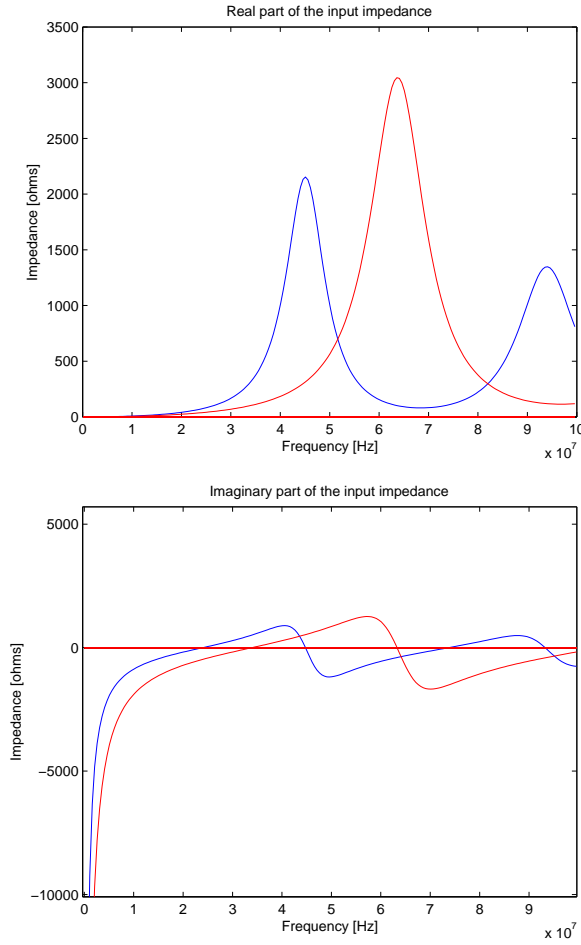 Real part of the input impedance
3500
3000
2500
2000
1500
1000
500
0
Impedance [ohms]
0 1 2 3 4 5 6 7 8 9 10
Frequency [Hz]
x 10^7
Imaginary part of the input impedance
5000
0
−5000
−10000
Impedance [ohms]
0 1 2 3 4 5 6 7 8 9
Frequency [Hz]
x 10^7